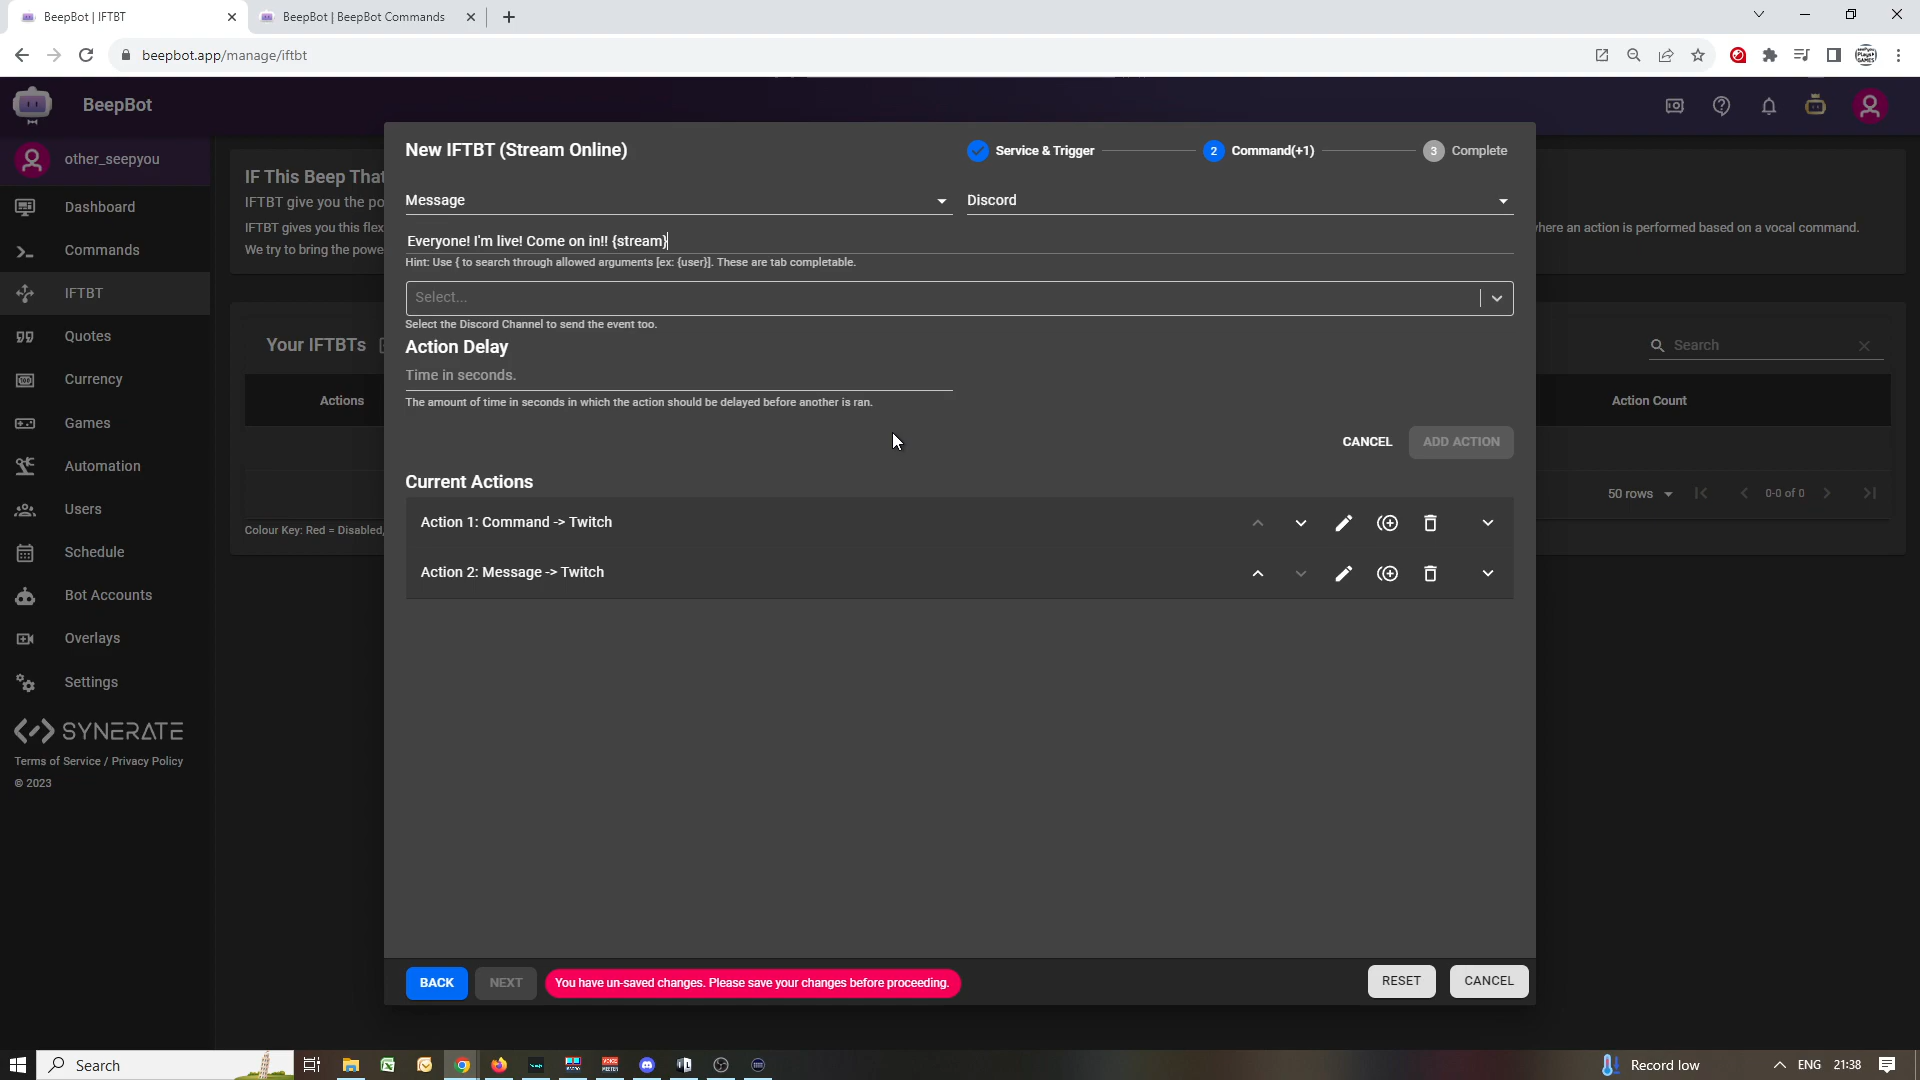 BeepBot | IFTBT
BeepBot | BeepBot Commands
beepbot.app/manage/iftbt
BeepBot
other_seepyou
Dashboard
Commands
IFTBT
Quotes
Currency
Games
Automation
Users
Schedule
Bot Accounts
Overlays
Settings
SYNERATE
Terms of Service / Privacy Policy
© 2023
IF This Beep That
IFTBT give you the po
IFTBT gives you this flex
We try to bring the powe
here an action is performed based on a vocal command.
Your IFTBTs
Search
Actions
Action Count
50 rows
0-0 of 0
Colour Key: Red = Disabled,
New IFTBT (Stream Online)
Service & Trigger
2 Command(+1)
3 Complete
Message
Discord
Everyone! I'm live! Come on in!! {stream}
Hint: Use { to search through allowed arguments [ex: {user}]. These are tab completable.
Select...
Select the Discord Channel to send the event too.
Action Delay
Time in seconds.
The amount of time in seconds in which the action should be delayed before another is ran.
CANCEL
ADD ACTION
Current Actions
Action 1: Command -> Twitch
Action 2: Message -> Twitch
BACK
NEXT
You have un-saved changes. Please save your changes before proceeding.
RESET
CANCEL
Search
Record low
ENG
21:38